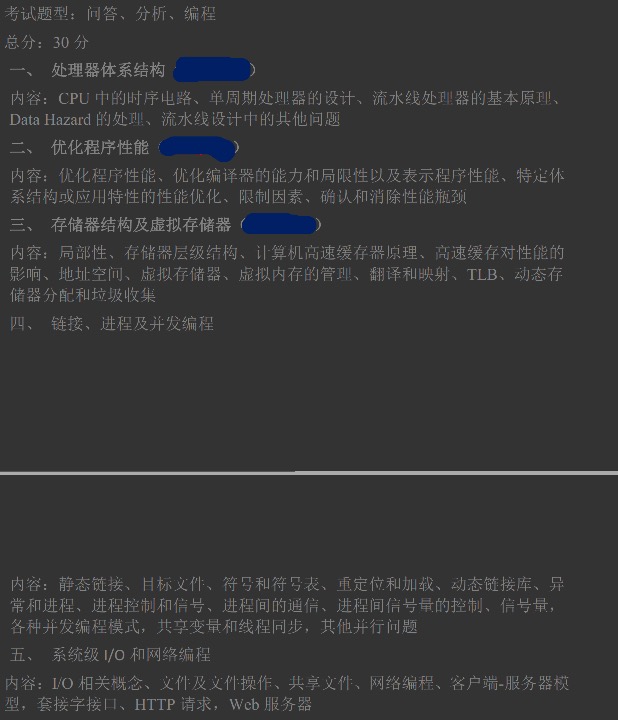 考试题型：问答、分析、编程
总分：30 分
一、 处理器体系结构 )
内容：CPU 中的时序电路、单周期处理器的设计、流水线处理器的基本原理、
Data Hazard 的处理、流水线设计中的其他问题
二、 优化程序性能 ( )
内容：优化程序性能、优化编译器的能力和局限性以及表示程序性能、特定体
系结构或应用特性的性能优化、限制因素、确认和消除性能瓶颈
三、 存储器结构及虚拟存储器 ( )
内容：局部性、存储器层级结构、计算机高速缓存器原理、高速缓存对性能的
影响、地址空间、虚拟存储器、虚拟内存的管理、翻译和映射、TLB、动态存
储器分配和垃圾收集
四、 链接、进程及并发编程
内容：静态链接、目标文件、符号和符号表、重定位和加载、动态链接库、异
常和进程、进程控制和信号、进程间的通信、进程间信号量的控制、信号量，
各种并发编程模式，共享变量和线程同步，其他并行问题
五、 系统级 I/O 和网络编程
内容：I/O 相关概念、文件及文件操作、共享文件、网络编程、客户端-服务器模
型，套接字接口、HTTP 请求，Web 服务器